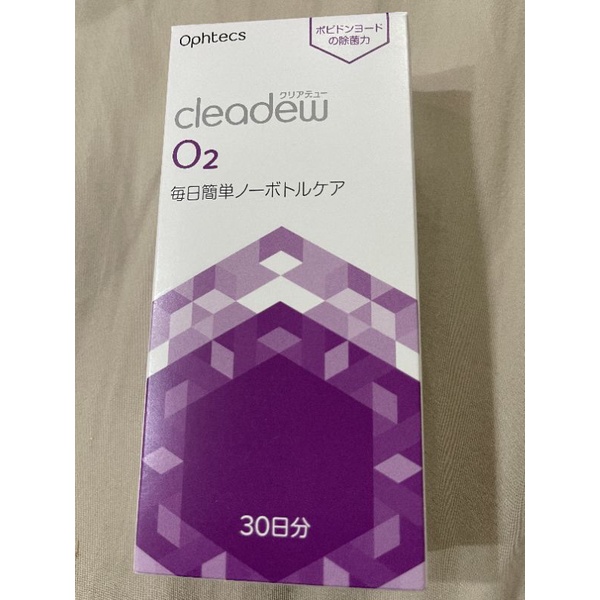 Ophtecs
ポビドンヨード
の除菌力
クリアデュー
cleadew
O2
毎日簡単ノーボトルケア
30日分